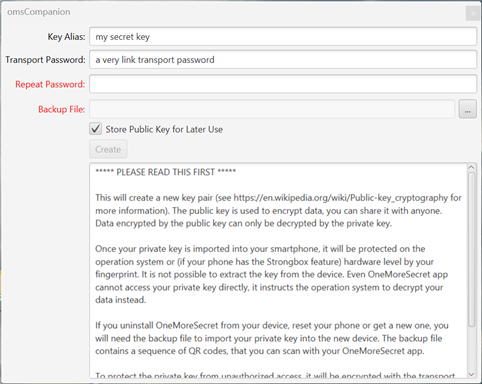 omsCompanion
Key Alias: my secret key
Transport Password: a very link transport password
Repeat Password:
Backup File: ...
Store Public Key for Later Use
Create
***** PLEASE READ THIS FIRST *****
This will create a new key pair (see https://en.wikipedia.org/wiki/Public-key_cryptography for
more information). The public key is used to encrypt data, you can share it with anyone.
Data encrypted by the public key can only be decrypted by the private key.
Once your private key is imported into your smartphone, it will be protected on the
operation system or (if your phone has the Strongbox feature) hardware level by your
fingerprint. It is not possible to extract the key from the device. Even OneMoreSecret app
cannot access your private key directly, it instructs the operation system to decrypt your
data instead.
If you uninstall OneMoreSecret from your device, reset your phone or get a new one, you
will need the backup file to import your private key into the new device. The backup file
contains a sequence of QR codes, that you can scan with your OneMoreSecret app.
To protect the private key from unauthorized access, it will be encrypted with the transport